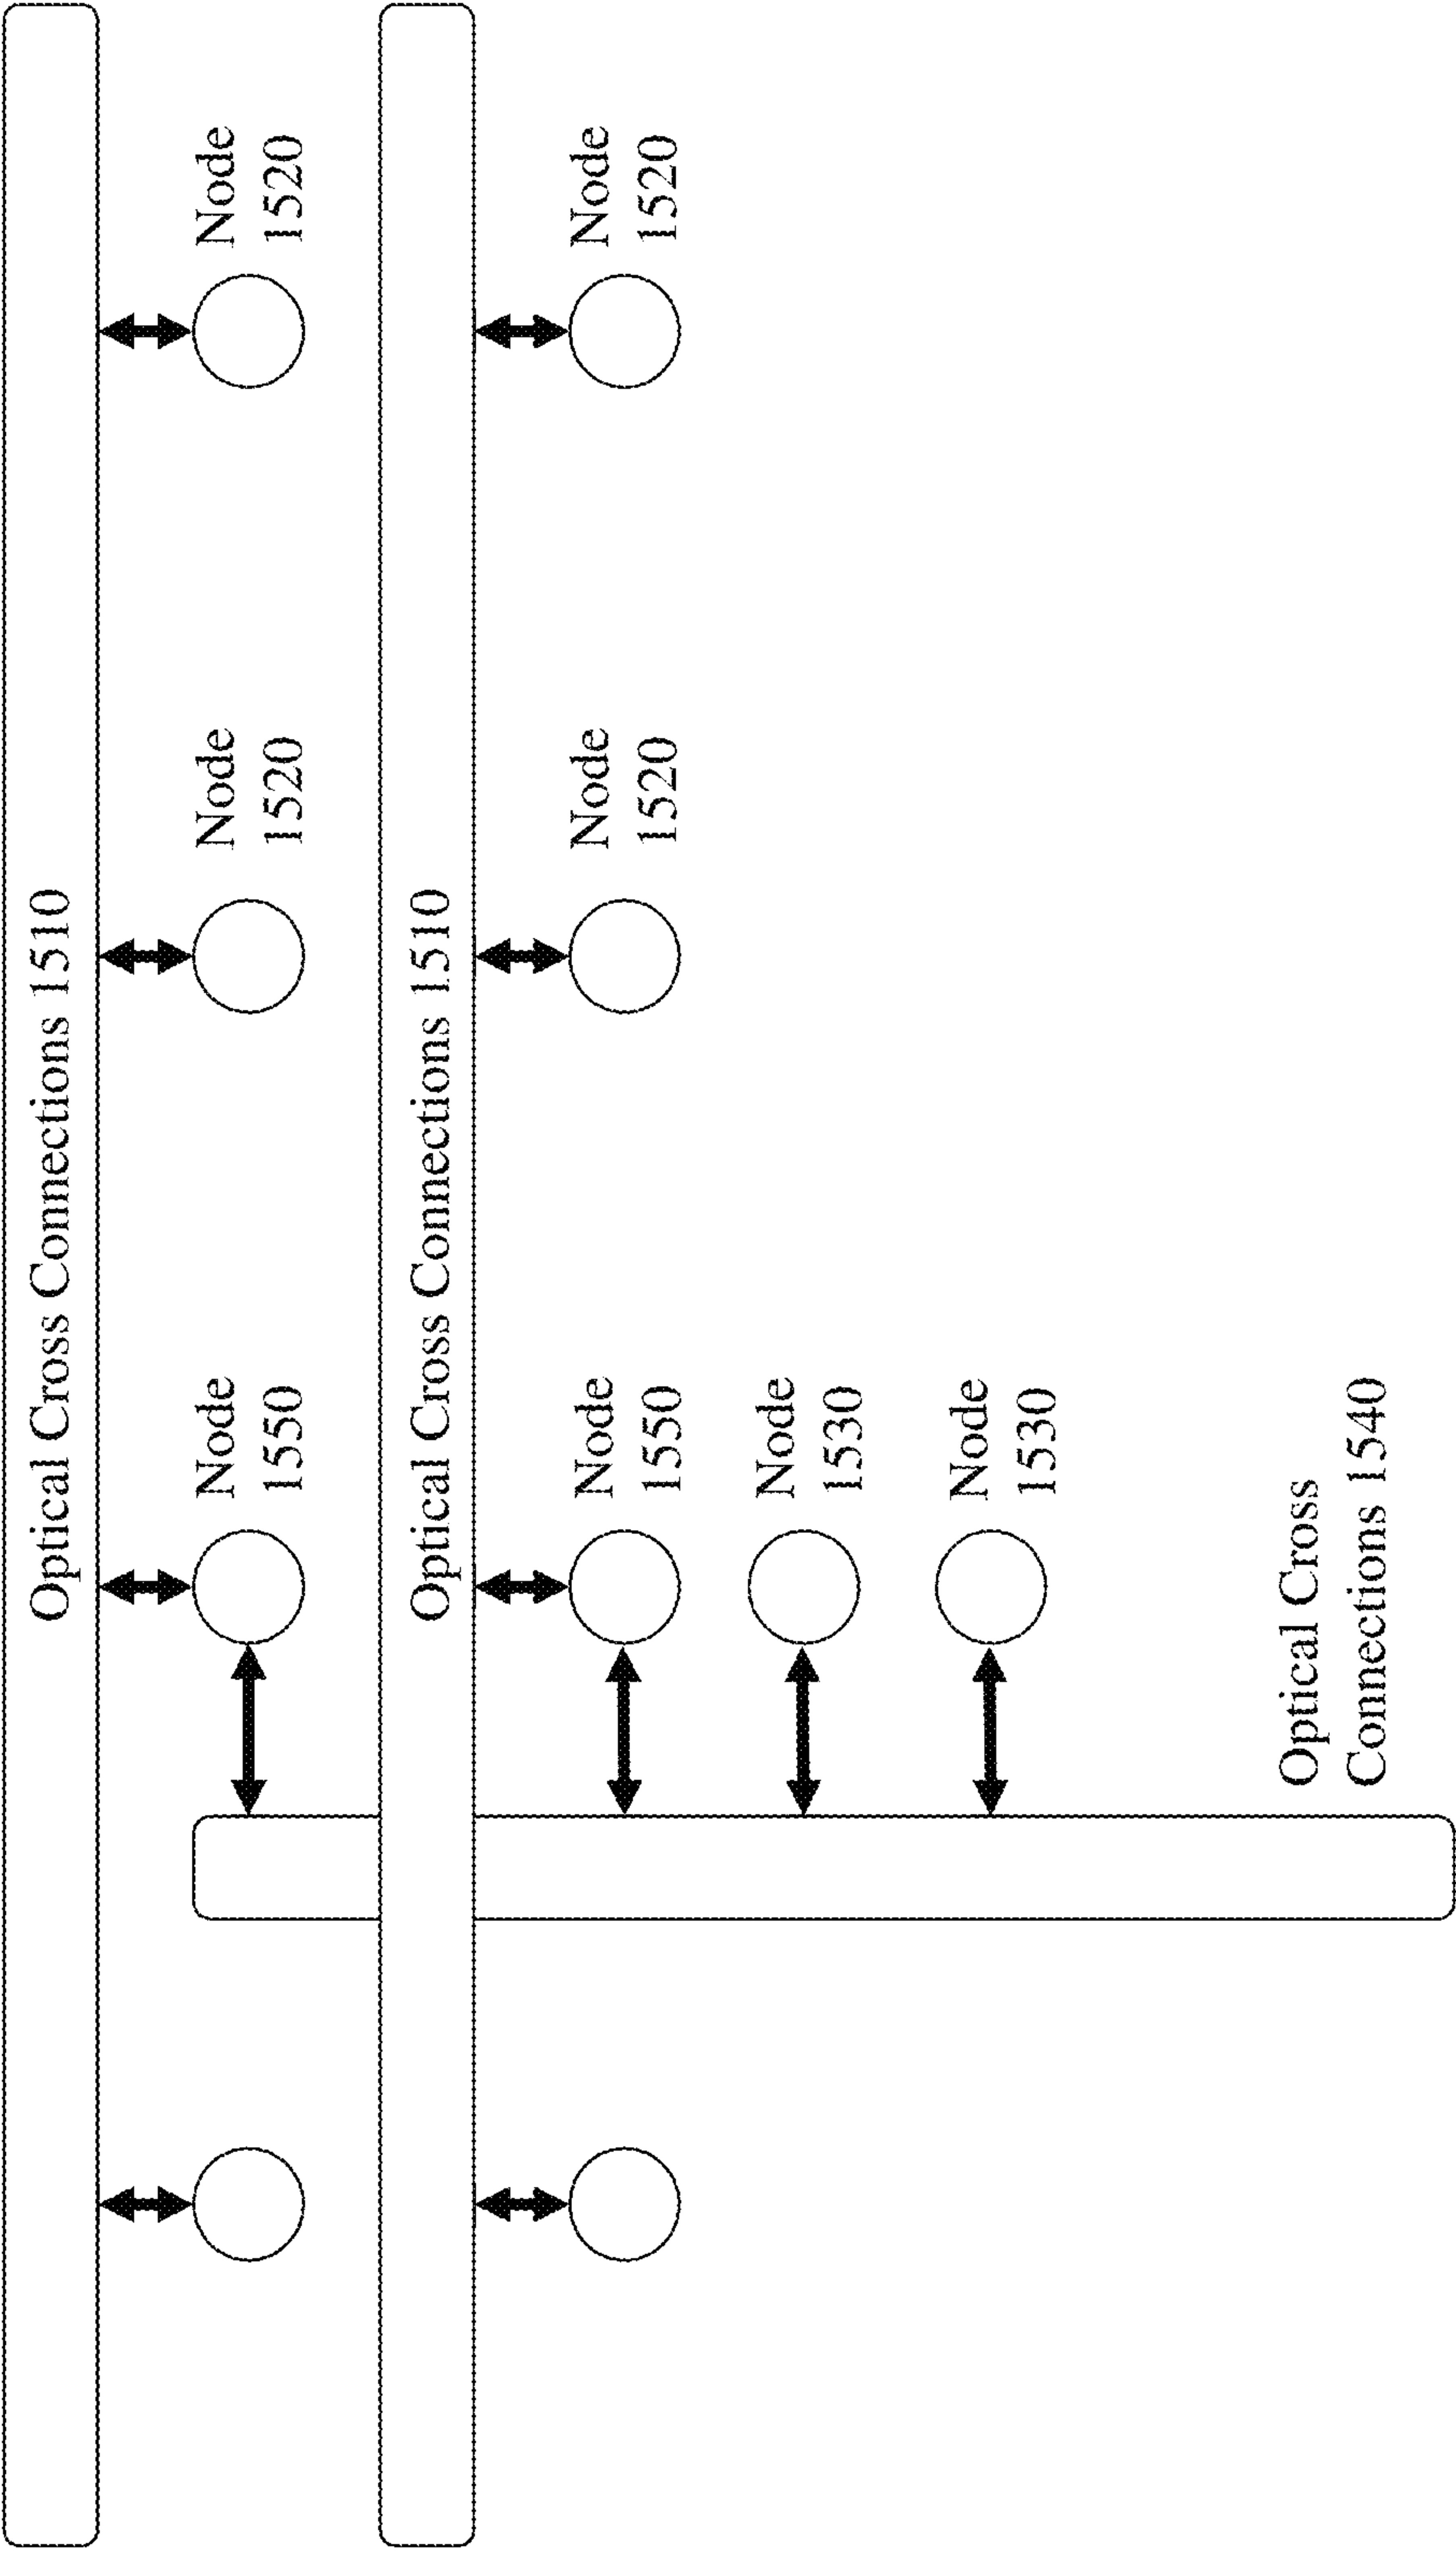 Optical Cross Connections 1510
Node
1550
Node
1520
Node
1520
Optical Cross Connections 1510
Node
1550
Node
1520
Node
1520
Node
1530
Node
1530
Optical Cross
Connections 1540